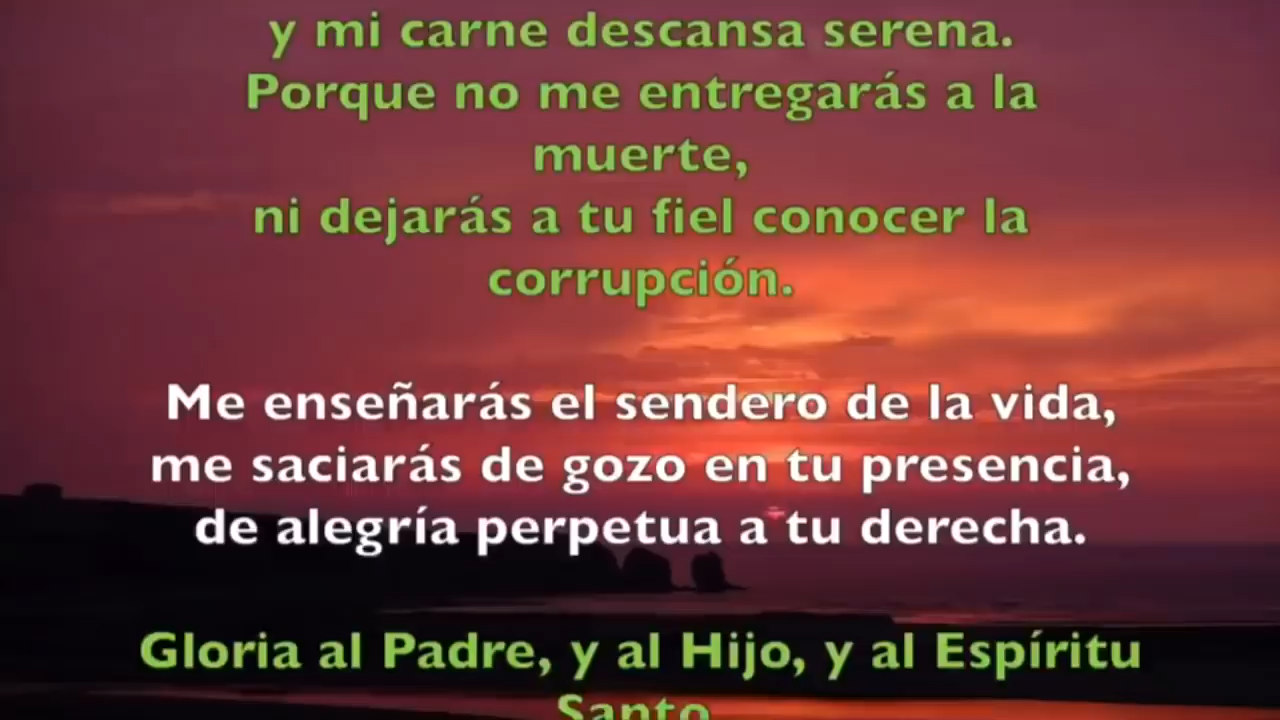 y mi carne descansa serena.
Porque no me entregarás a la
muerte,
ni dejarás a tu fiel conocer la
corrupción.
Me enseñarás el sendero de la vida,
me saciarás de gozo en tu presencia,
de alegría perpetua a tu derecha.
Gloria al Padre, y al Hijo, y al Espíritu
Santo